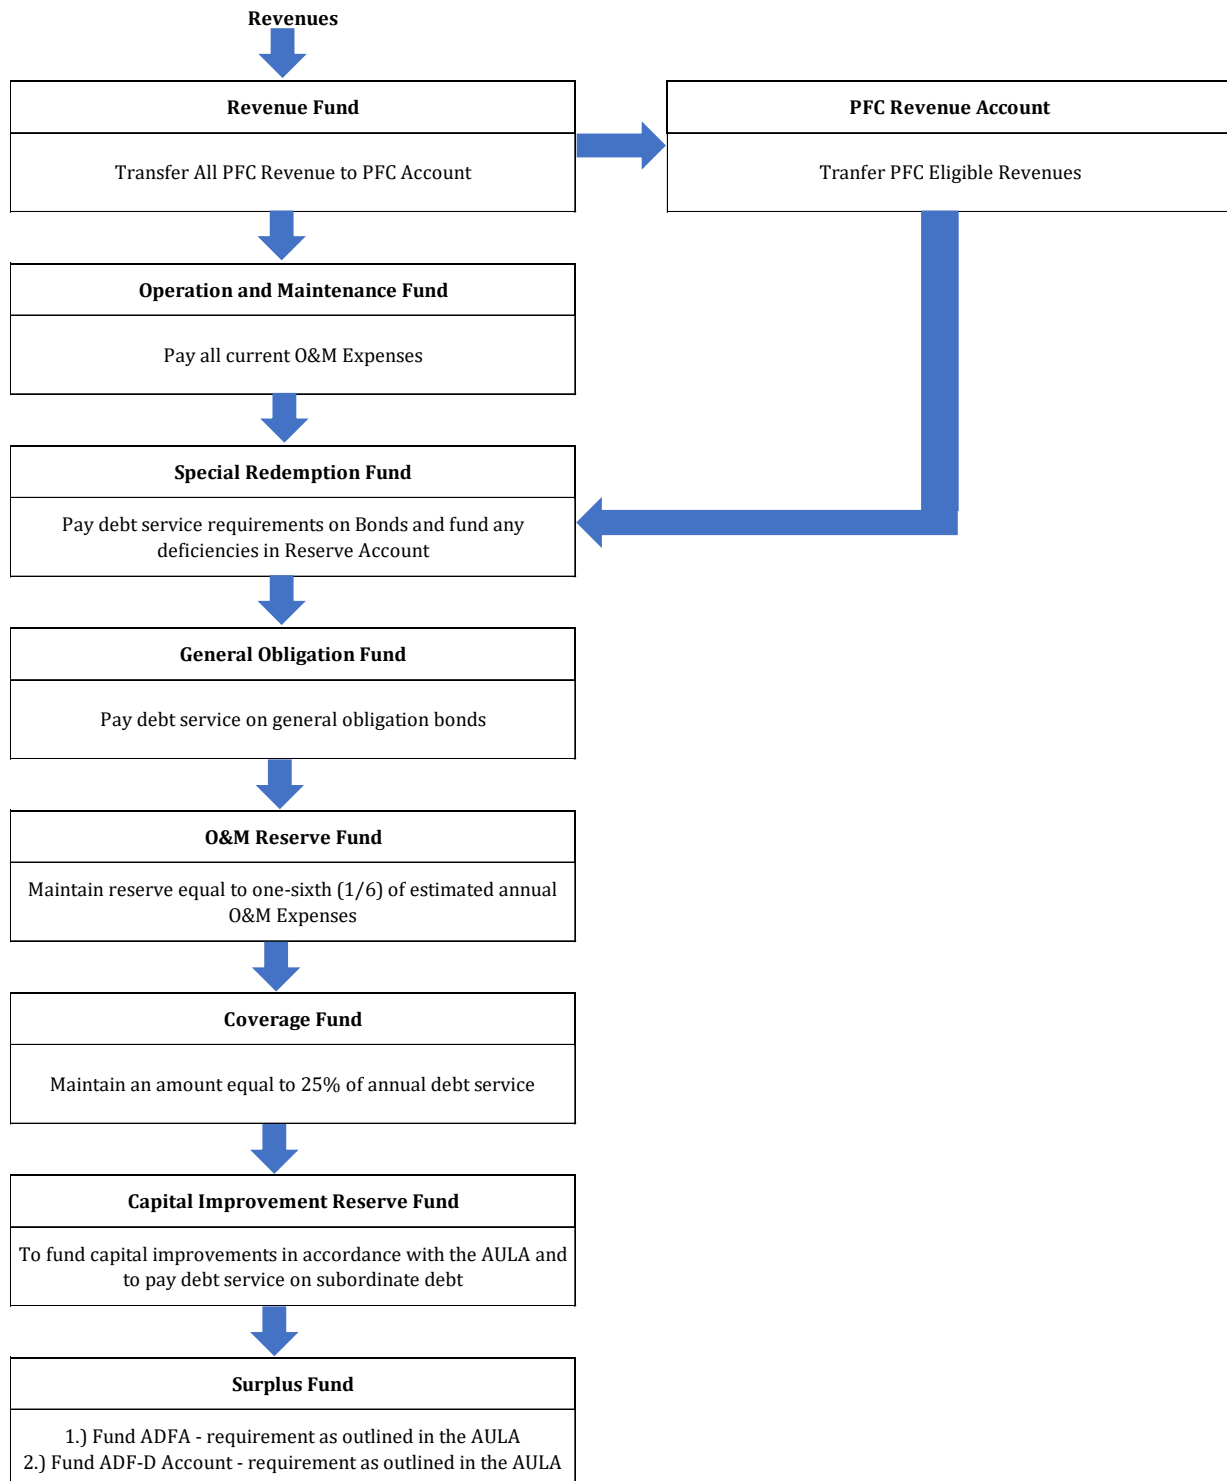 Revenues
Revenue Fund
Transfer All PFC Revenue to PFC Account
PFC Revenue Account
Tranfer PFC Eligible Revenues
Operation and Maintenance Fund
Pay all current O&M Expenses
Special Redemption Fund
Pay debt service requirements on Bonds and fund any
deficiencies in Reserve Account
General Obligation Fund
Pay debt service on general obligation bonds
O&M Reserve Fund
Maintain reserve equal to one-sixth (1/6) of estimated annual
O&M Expenses
Coverage Fund
Maintain an amount equal to 25% of annual debt service
Capital Improvement Reserve Fund
To fund capital improvements in accordance with the AULA and
to pay debt service on subordinate debt
Surplus Fund
1.) Fund ADFA - requirement as outlined in the AULA
2.) Fund ADF-D Account - requirement as outlined in the AULA